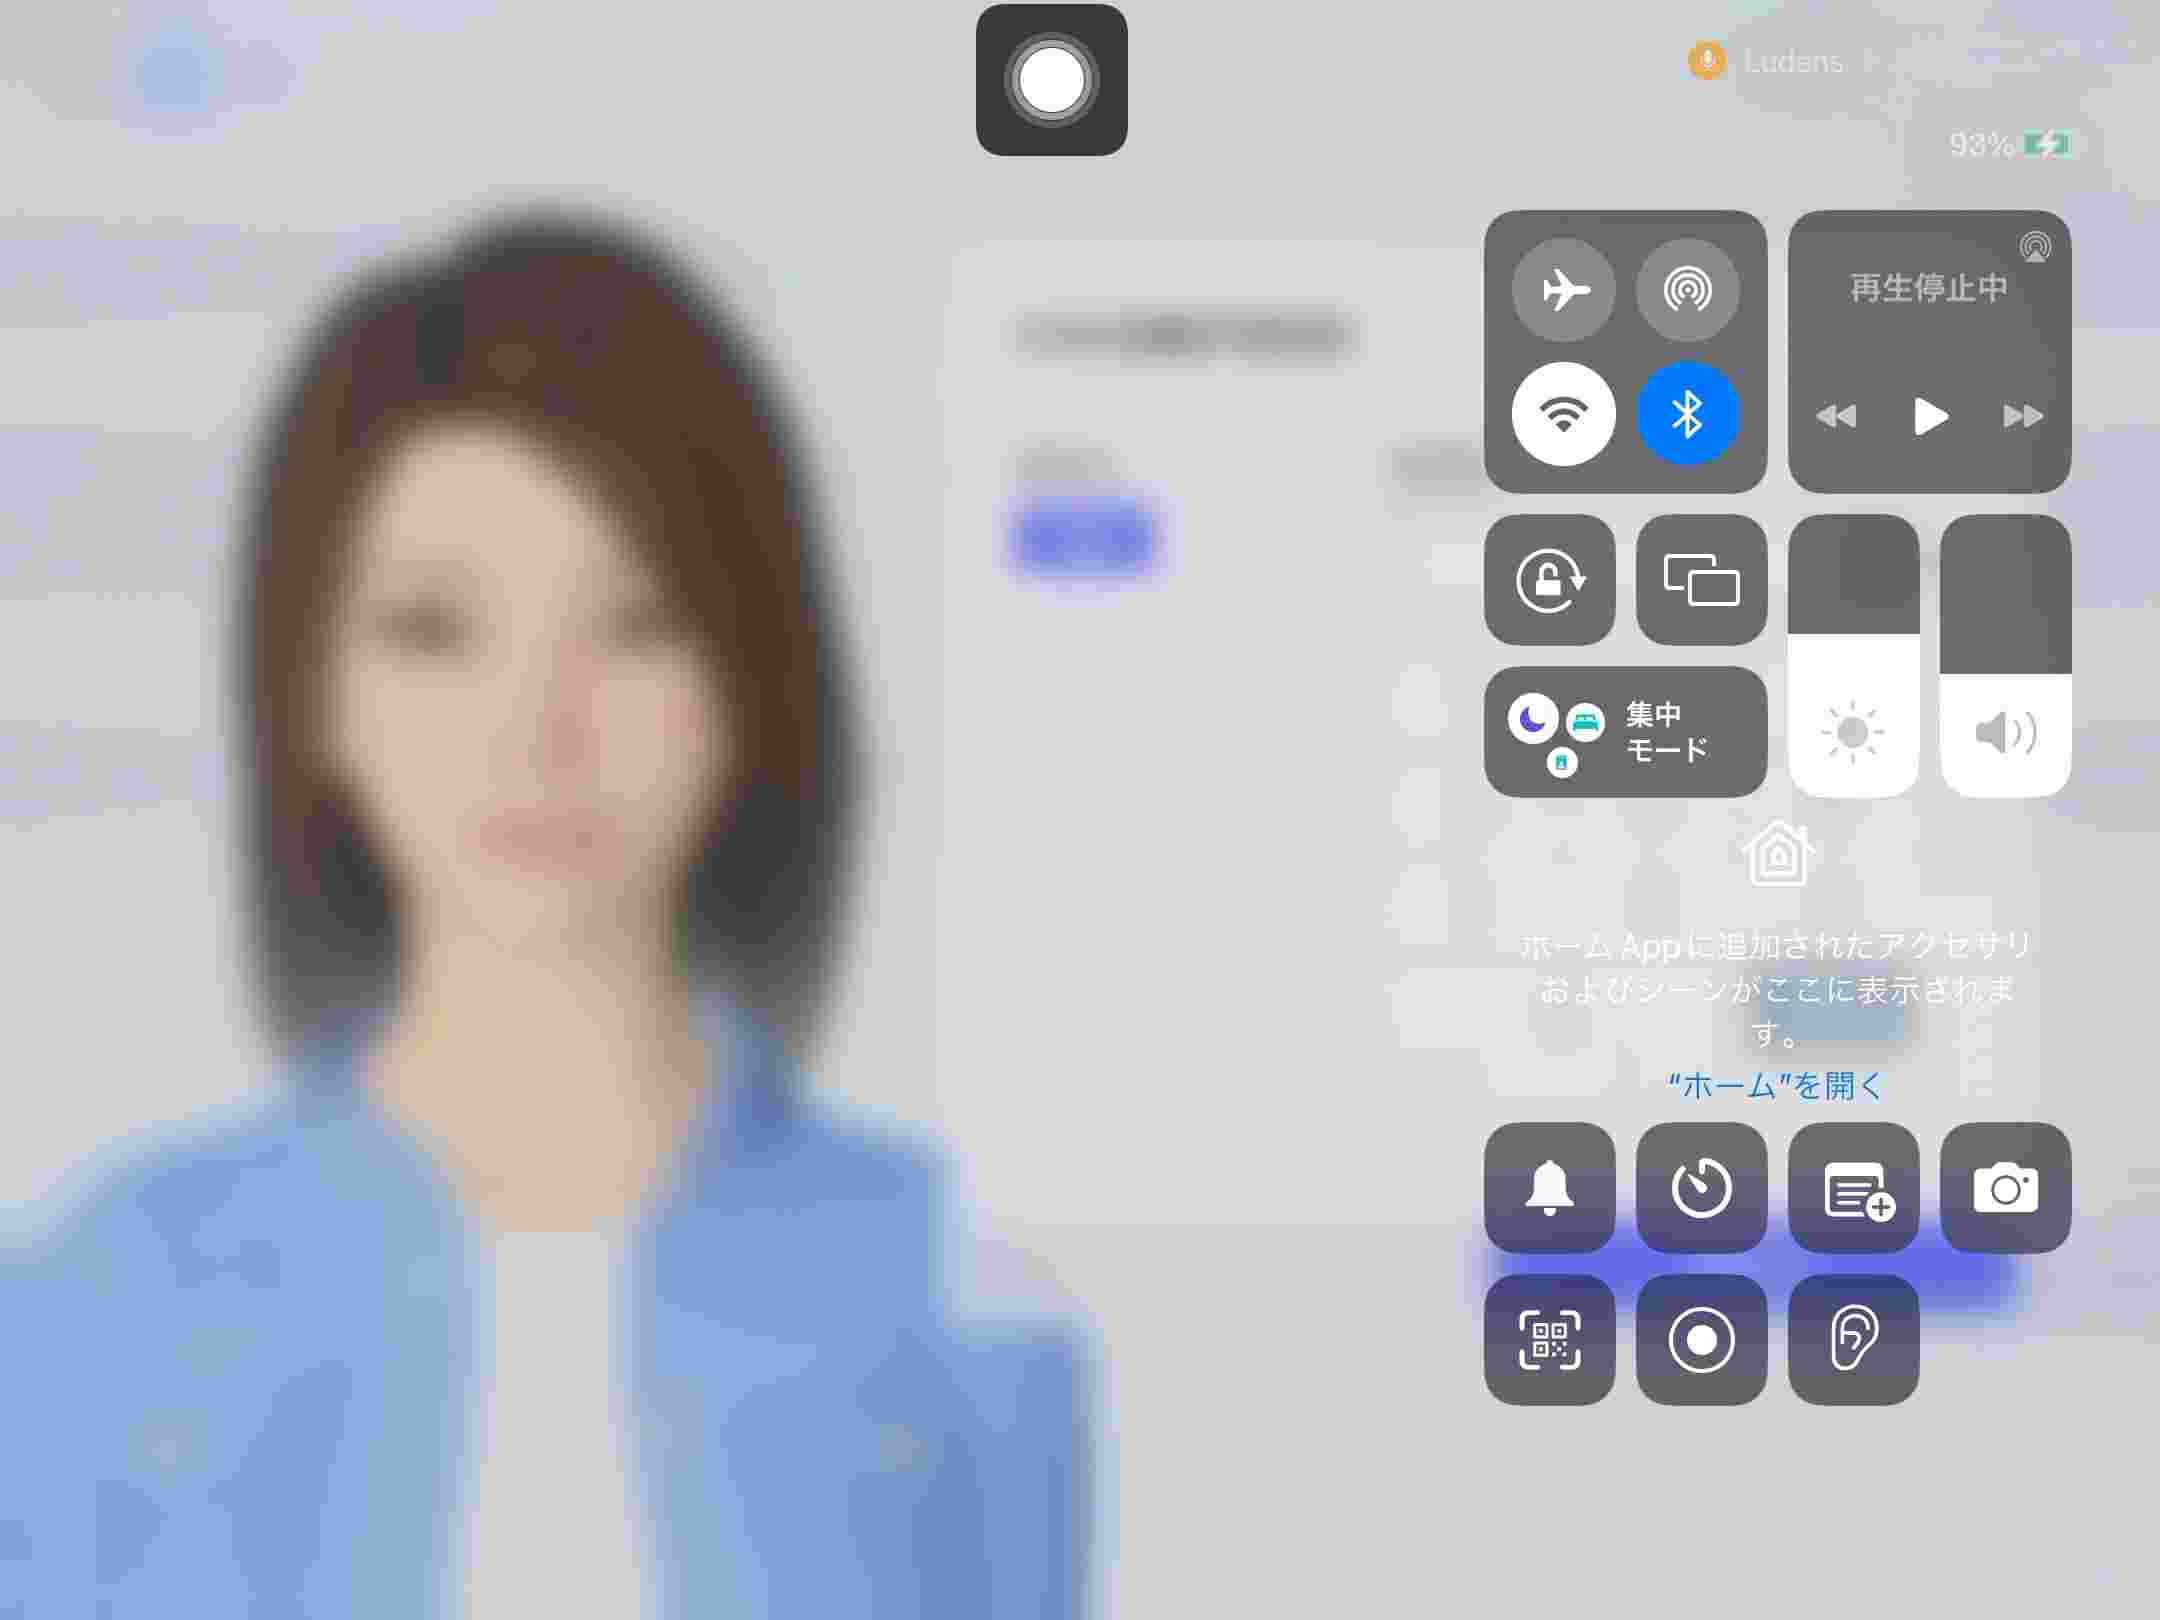 Ludens
93%
再生停止中
集中
モード
ホーム Appに追加されたアクセサリ
およびシーンがここに表示されま
す。
“ホーム”を開く